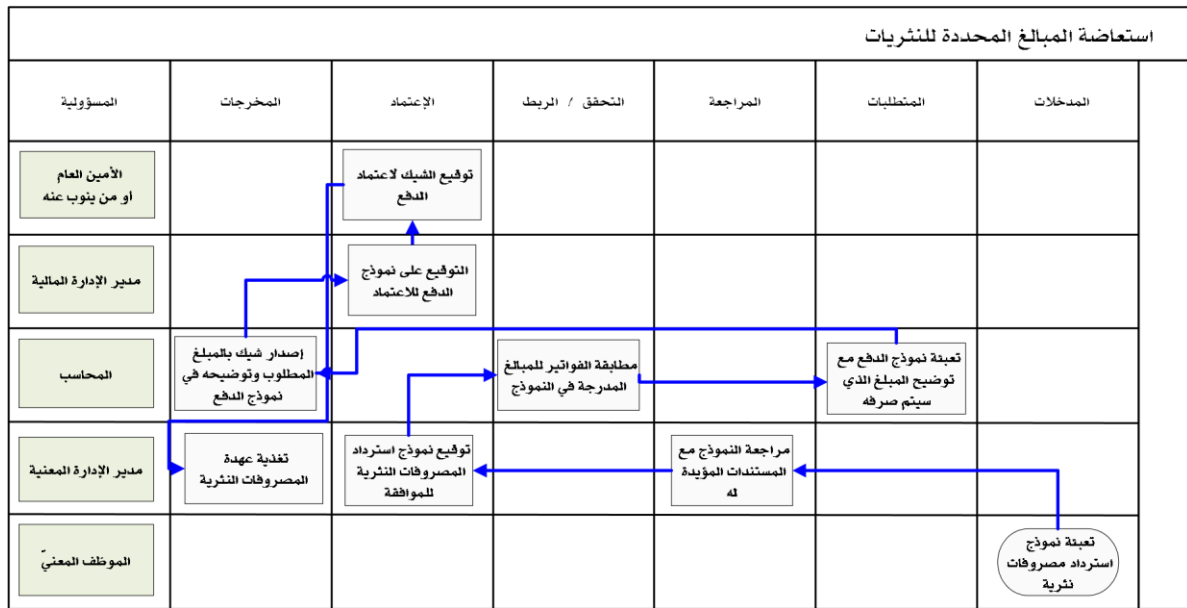 استعاضة المبالغ المحددة للنثريات
المدخلات
المتطلبات
المراجعة
التحقق / الربط
الإعتماد
المخرجات
المسؤولية
توقيع الشيك لاعتماد
الدفع
الأمين العام
او من ينوب عنه
التوقيع على نموذج
الدفع للاعتماد
مدير الإدارة المالية
تعبئة نموذج الدفع مع
توضيح المبلغ الذي
سيتم صرفه
مطابقة الفواتير للمبالغ
المدرجة في النموذج
إصدار شيك بالمبلغ
المطلوب وتوضيحه في
نموذج الدفع
المحاسب
مراجعة النموذج مع
المستندات المؤيدة
له
توقيع نموذج استرداد
المصروفات النثرية
للموافقة
تغذية عهدة
المصروفات النثرية
مدير الإدارة المعنية
تعبئة نموذج
استرداد مصروفات
نثرية
الموظف المعنيّ